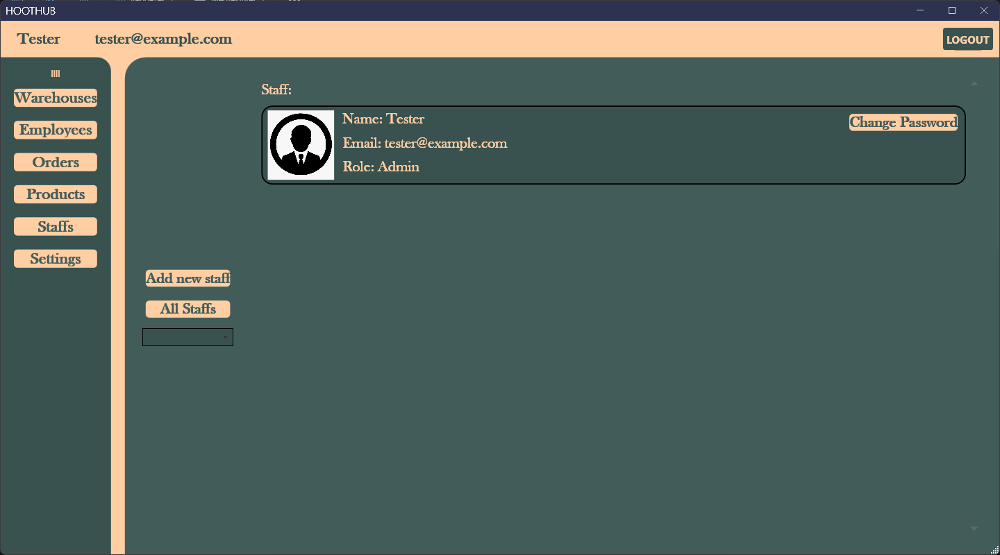 HOOTHUB
Tester tester@example.com LOGOUT
Warehouses
Employees
Orders
Products
Staffs
Settings
Add new staff
All Staffs
Staff:
Name: Tester
Email: tester@example.com
Role: Admin
Change Password